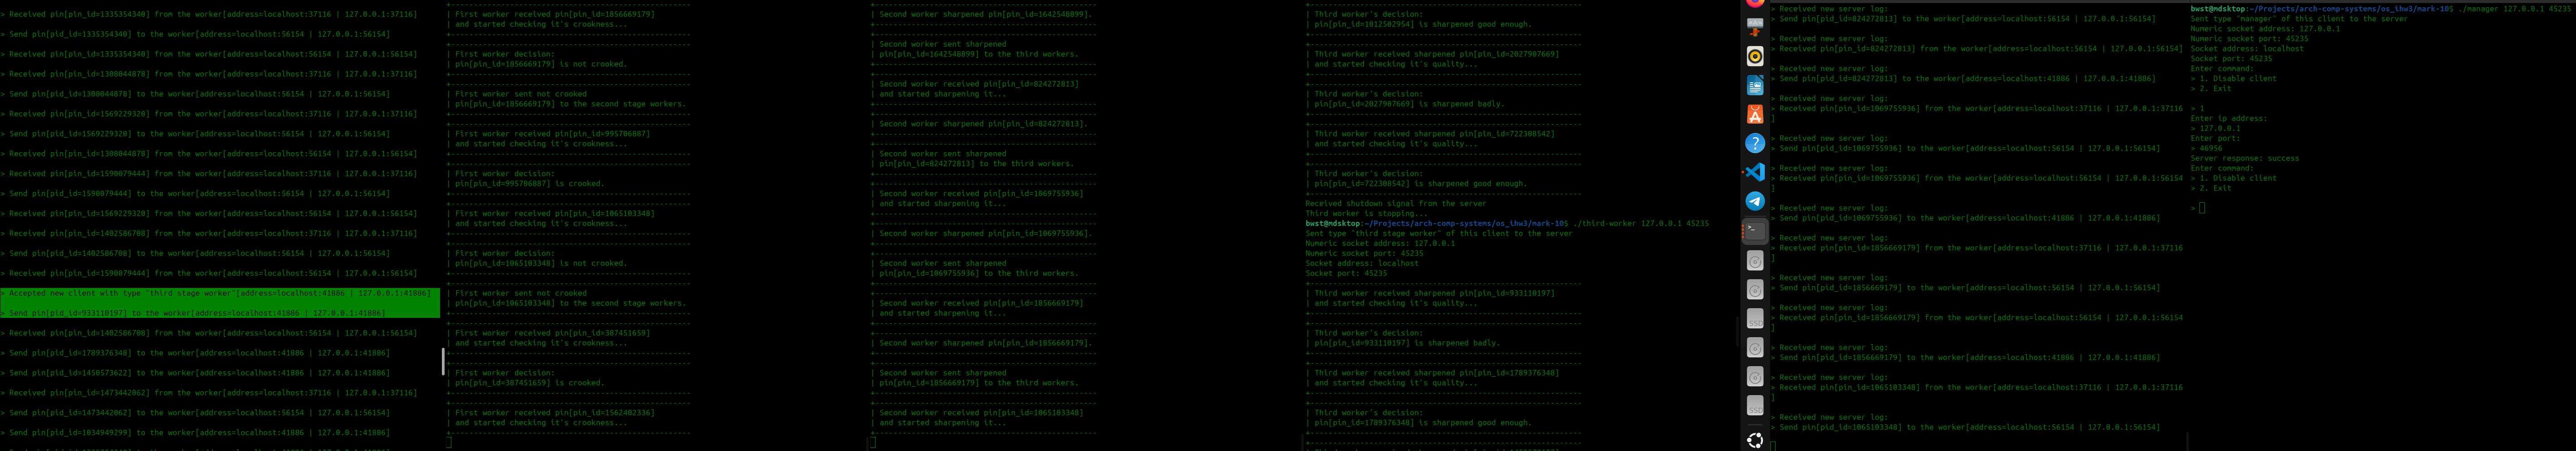 > Received pin[pin_id=1335354340] from the worker[address=localhost:37116 | 127.0.0.1:37116]
> Send pin[pid_id=1335354340] to the worker[address=localhost:56154 | 127.0.0.1:56154]
> Received pin[pin_id=1335354340] from the worker[address=localhost:56154 | 127.0.0.1:56154]
> Received pin[pin_id=1308044878] from the worker[address=localhost:37116 | 127.0.0.1:37116]
> Send pin[pid_id=1308044878] to the worker[address=localhost:56154 | 127.0.0.1:56154]
> Received pin[pin_id=1569229320] from the worker[address=localhost:37116 | 127.0.0.1:37116]
> Send pin[pid_id=1569229320] to the worker[address=localhost:56154 | 127.0.0.1:56154]
> Received pin[pin_id=1308044878] from the worker[address=localhost:56154 | 127.0.0.1:56154]
> Received pin[pin_id=1590079444] from the worker[address=localhost:37116 | 127.0.0.1:37116]
> Send pin[pid_id=1590079444] to the worker[address=localhost:56154 | 127.0.0.1:56154]
> Received pin[pin_id=1569229320] from the worker[address=localhost:56154 | 127.0.0.1:56154]
> Received pin[pin_id=1402586708] from the worker[address=localhost:37116 | 127.0.0.1:37116]
> Send pin[pid_id=1402586708] to the worker[address=localhost:56154 | 127.0.0.1:56154]
> Received pin[pin_id=1590079444] from the worker[address=localhost:56154 | 127.0.0.1:56154]
> Accepted new client with type "third stage worker"[address=localhost:41886 | 127.0.0.1:41886]
> Send pin[pid_id=933110197] to the worker[address=localhost:41886 | 127.0.0.1:41886]
> Received pin[pin_id=1402586708] from the worker[address=localhost:56154 | 127.0.0.1:56154]
> Send pin[pid_id=1789376348] to the worker[address=localhost:41886 | 127.0.0.1:41886]
> Send pin[pid_id=1450573622] to the worker[address=localhost:41886 | 127.0.0.1:41886]
> Received pin[pin_id=1473442062] from the worker[address=localhost:37116 | 127.0.0.1:37116]
> Send pin[pid_id=1473442062] to the worker[address=localhost:56154 | 127.0.0.1:56154]
> Send pin[pid_id=1034949299] to the worker[address=localhost:41886 | 127.0.0.1:41886]
| First worker received pin[pin_id=1856669179]
| and started checking it's crookness...
| First worker decision:
| pin[pin_id=1856669179] is not crooked.
| First worker sent not crooked
| pin[pin_id=1856669179] to the second stage workers.
| First worker received pin[pin_id=995706887]
| and started checking it's crookness...
| First worker decision:
| pin[pin_id=995706887] is crooked.
| First worker received pin[pin_id=1065103348]
| and started checking it's crookness...
| First worker decision:
| pin[pin_id=1065103348] is not crooked.
| First worker sent not crooked
| pin[pin_id=1065103348] to the second stage workers.
| First worker received pin[pin_id=387451659]
| and started checking it's crookness...
| First worker decision:
| pin[pin_id=387451659] is crooked.
| First worker received pin[pin_id=1562402336]
| and started checking it's crookness...
| Second worker sharpened pin[pin_id=1642548899].
| Second worker sent sharpened
| pin[pin_id=1642548899] to the third workers.
| Second worker received pin[pin_id=824272813]
| and started sharpening it...
| Second worker sharpened pin[pin_id=824272813].
| Second worker sent sharpened
| pin[pin_id=824272813] to the third workers.
| Second worker received pin[pin_id=1069755936]
| and started sharpening it...
| Second worker sharpened pin[pin_id=1069755936].
| Second worker sent sharpened
| pin[pin_id=1069755936] to the third workers.
| Second worker received pin[pin_id=1856669179]
| and started sharpening it...
| Second worker sharpened pin[pin_id=1856669179].
| Second worker sent sharpened
| pin[pin_id=1856669179] to the third workers.
| Second worker received pin[pin_id=1065103348]
| and started sharpening it...
| Third worker's decision:
| pin[pin_id=1012582954] is sharpened good enough.
| Third worker received sharpened pin[pin_id=2027907669]
| and started checking it's quality...
| Third worker's decision:
| pin[pin_id=2027907669] is sharpened badly.
| Third worker received sharpened pin[pin_id=722308542]
| and started checking it's quality...
| Third worker's decision:
| pin[pin_id=722308542] is sharpened good enough.
Received shutdown signal from the server
Third worker is stopping...
bwst@mdsktop:~/Projects/arch-comp-systems/os_ihw3/mark-10$ ./third-worker 127.0.0.1 45235
Sent type "third stage worker" of this client to the server
Numeric socket address: 127.0.0.1
Numeric socket port: 45235
Socket address: localhost
Socket port: 45235
| Third worker received sharpened pin[pin_id=933110197]
| and started checking it's quality...
| Third worker's decision:
| pin[pin_id=933110197] is sharpened badly.
| Third worker received sharpened pin[pin_id=1789376348]
| and started checking it's quality...
| Third worker's decision:
| pin[pin_id=1789376348] is sharpened good enough.
SSD
SSD
> Received new server log:
> Send pin[pid_id=824272813] to the worker[address=localhost:56154 | 127.0.0.1:56154]
> Received new server log:
> Received pin[pin_id=824272813] from the worker[address=localhost:56154 | 127.0.0.1:56154]
> Received new server log:
> Send pin[pid_id=824272813] to the worker[address=localhost:41886 | 127.0.0.1:41886]
> Received new server log:
> Received pin[pin_id=1069755936] from the worker[address=localhost:37116 | 127.0.0.1:37116
]
> Received new server log:
> Send pin[pid_id=1069755936] to the worker[address=localhost:56154 | 127.0.0.1:56154]
> Received new server log:
> Received pin[pin_id=1069755936] from the worker[address=localhost:56154 | 127.0.0.1:56154
]
> Received new server log:
> Send pin[pid_id=1069755936] to the worker[address=localhost:41886 | 127.0.0.1:41886]
> Received new server log:
> Received pin[pin_id=1856669179] from the worker[address=localhost:37116 | 127.0.0.1:37116
]
> Received new server log:
> Send pin[pid_id=1856669179] to the worker[address=localhost:56154 | 127.0.0.1:56154]
> Received new server log:
> Received pin[pin_id=1856669179] from the worker[address=localhost:56154 | 127.0.0.1:56154
]
> Received new server log:
> Send pin[pid_id=1856669179] to the worker[address=localhost:41886 | 127.0.0.1:41886]
> Received new server log:
> Received pin[pin_id=1065103348] from the worker[address=localhost:37116 | 127.0.0.1:37116
]
> Received new server log:
> Send pin[pid_id=1065103348] to the worker[address=localhost:56154 | 127.0.0.1:56154]
bwst@mdsktop:~/Projects/arch-comp-systems/os_ihw3/mark-10$ ./manager 127.0.0.1 45235
Sent type "manager" of this client to the server
Numeric socket address: 127.0.0.1
Numeric socket port: 45235
Socket address: localhost
Socket port: 45235
Enter command:
> 1. Disable client
> 2. Exit
> 1
Enter ip address:
> 127.0.0.1
Enter port:
> 46956
Server response: success
Enter command:
> 1. Disable client
> 2. Exit
>